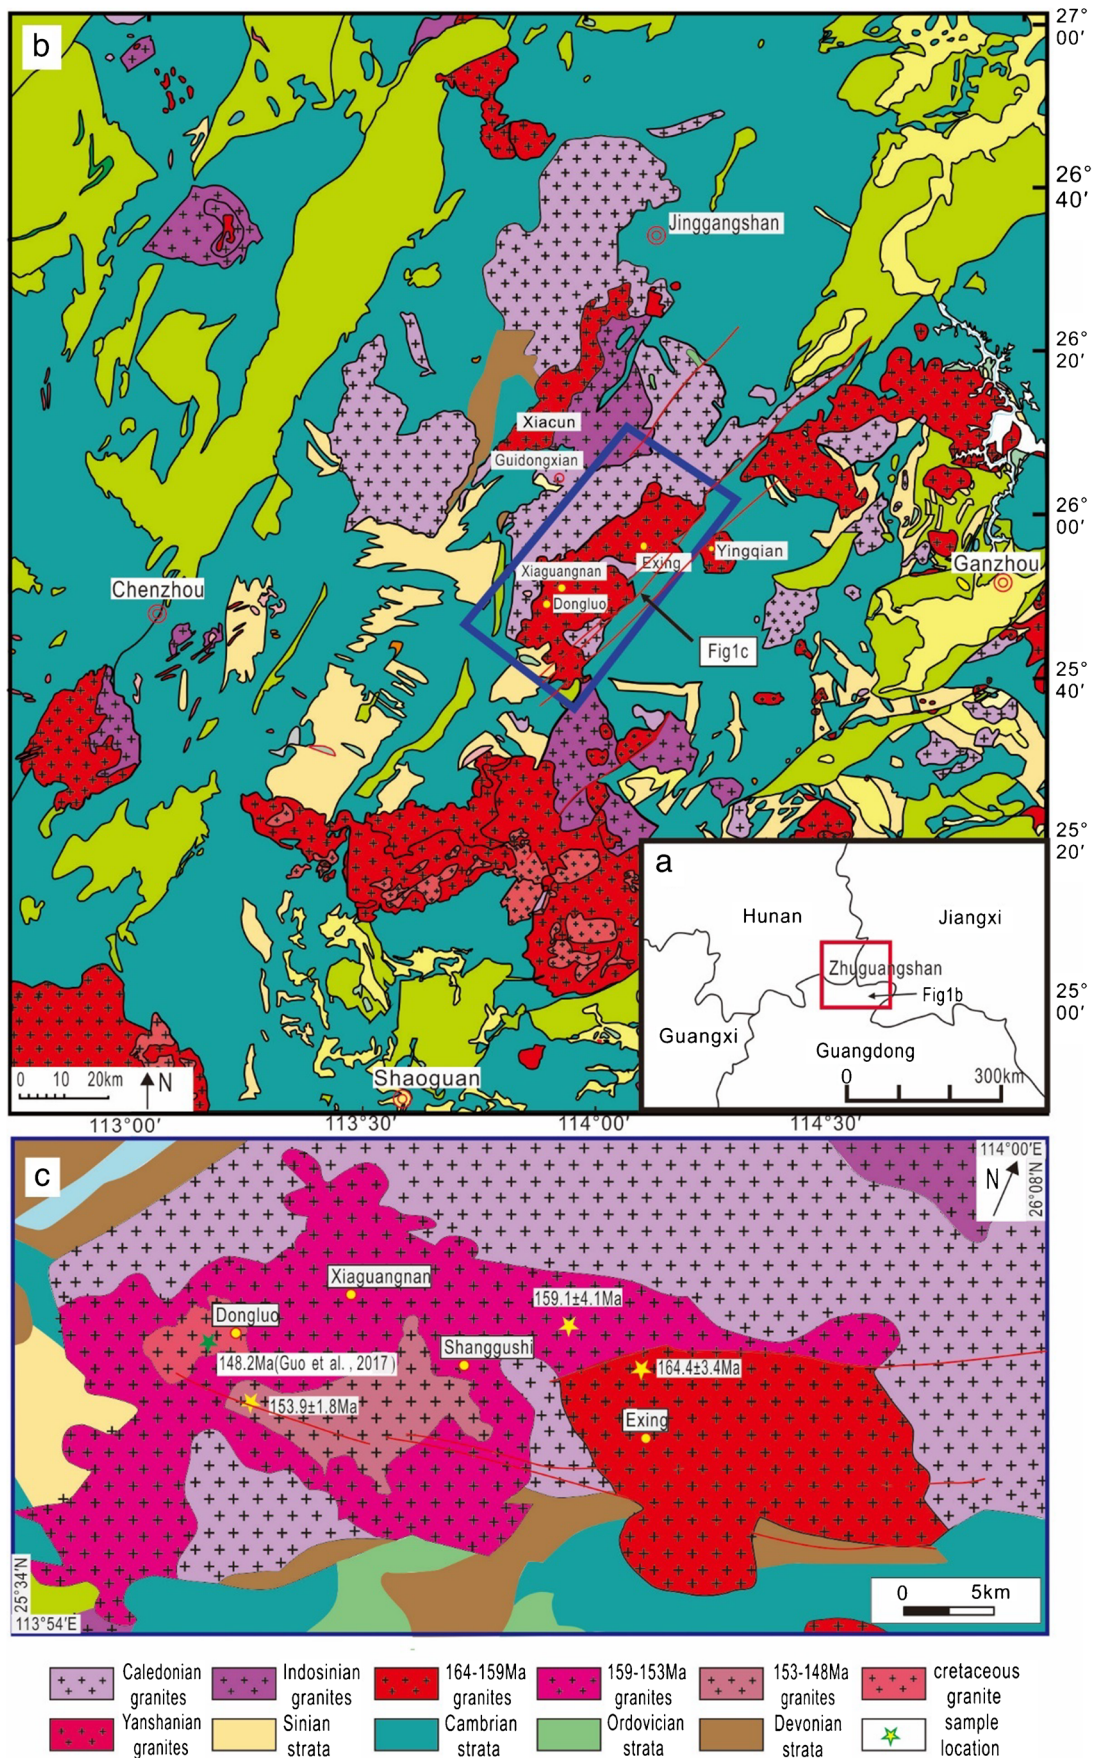 b
27°
00′
26°
40′
Jinggangshan
26°
20′
Xiacun
Guidongxian
26°
00′
Yingqian
Exing
Xiaguangnan
Dongluo
Chenzhou
Ganzhou
Fig1c
25°
40′
25°
20′
a
Hunan
Jiangxi
Zhuguangshan
Fig1b
25°
00′
Guangxi
Guangdong
0
300km
Shaoquan
0 10 20km
N
113°00′
113°30′
114°00′
114°30′
c
114°00′E
N
26°08′N
Xiaguangnan
159.1±4.1Ma
Dongluo
Shanggushi
148.2Ma(Guo et al., 2017)
164.4±3.4Ma
153.9±1.8Ma
Exing
25°34′N
113°54′E
0 5km
Caledonian
granites
Indosinian
granites
164-159Ma
granites
159-153Ma
granites
153-148Ma
granites
cretaceous
granite
Yanshanian
granites
Sinian
strata
Cambrian
strata
Ordovician
strata
Devonian
strata
sample
location